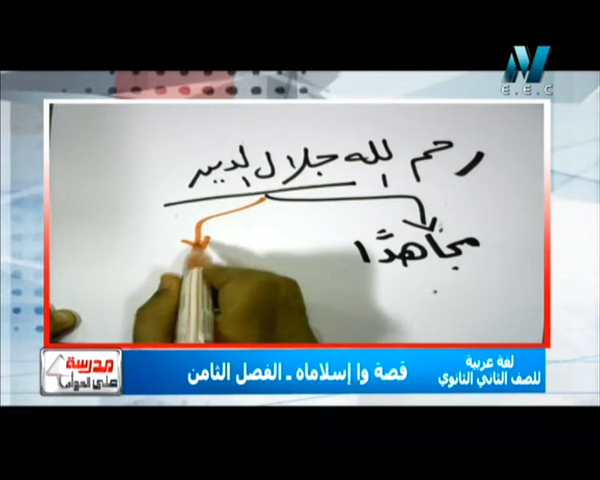 E.E.C
رحم الله جلال الدين
مجاهدًا
لغة عربية
للصف الثاني الثانوي
قصة وا إسلاماه - الفصل الثامن
مدرسة
على الهواء